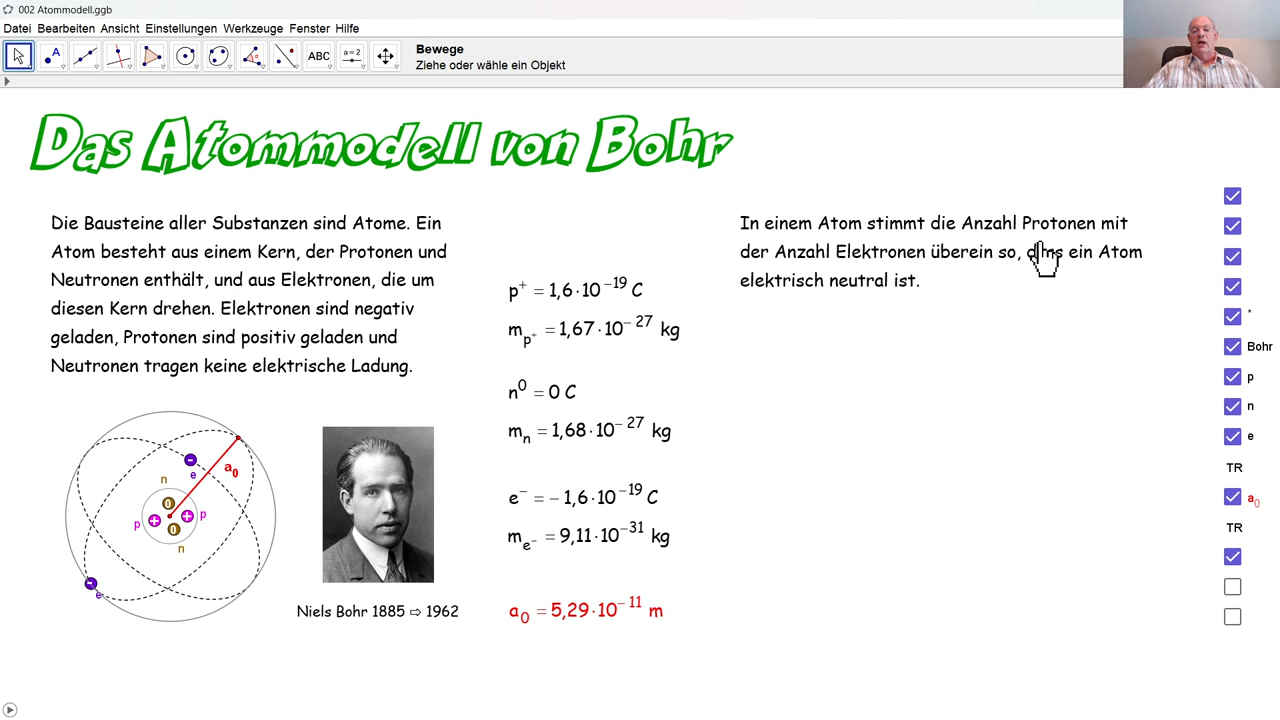 002 Atommodell.ggb
Datei Bearbeiten Ansicht Einstellungen Werkzeuge Fenster Hilfe
A
ABC
a=2
Bewege
Ziehe oder wähle ein Objekt
Das Atommodell von Bohr
Die Bausteine aller Substanzen sind Atome. Ein
Atom besteht aus einem Kern, der Protonen und
Neutronen enthält, und aus Elektronen, die um
diesen Kern drehen. Elektronen sind negativ
geladen, Protonen sind positiv geladen und
Neutronen tragen keine elektrische Ladung.
a₀
e
n
p + 0 + p
0
n
e
Niels Bohr 1885 ⇨ 1962
p⁺ = 1,6·10⁻¹⁹ C
m_p⁺ = 1,67·10⁻²⁷ kg
n⁰ = 0 C
mₙ = 1,68·10⁻²⁷ kg
e⁻ = -1,6·10⁻¹⁹ C
m_e⁻ = 9,11·10⁻³¹ kg
a₀ = 5,29·10⁻¹¹ m
In einem Atom stimmt die Anzahl Protonen mit
der Anzahl Elektronen überein so, ein Atom
elektrisch neutral ist.
*
Bohr
p
n
e
TR
a₀
TR